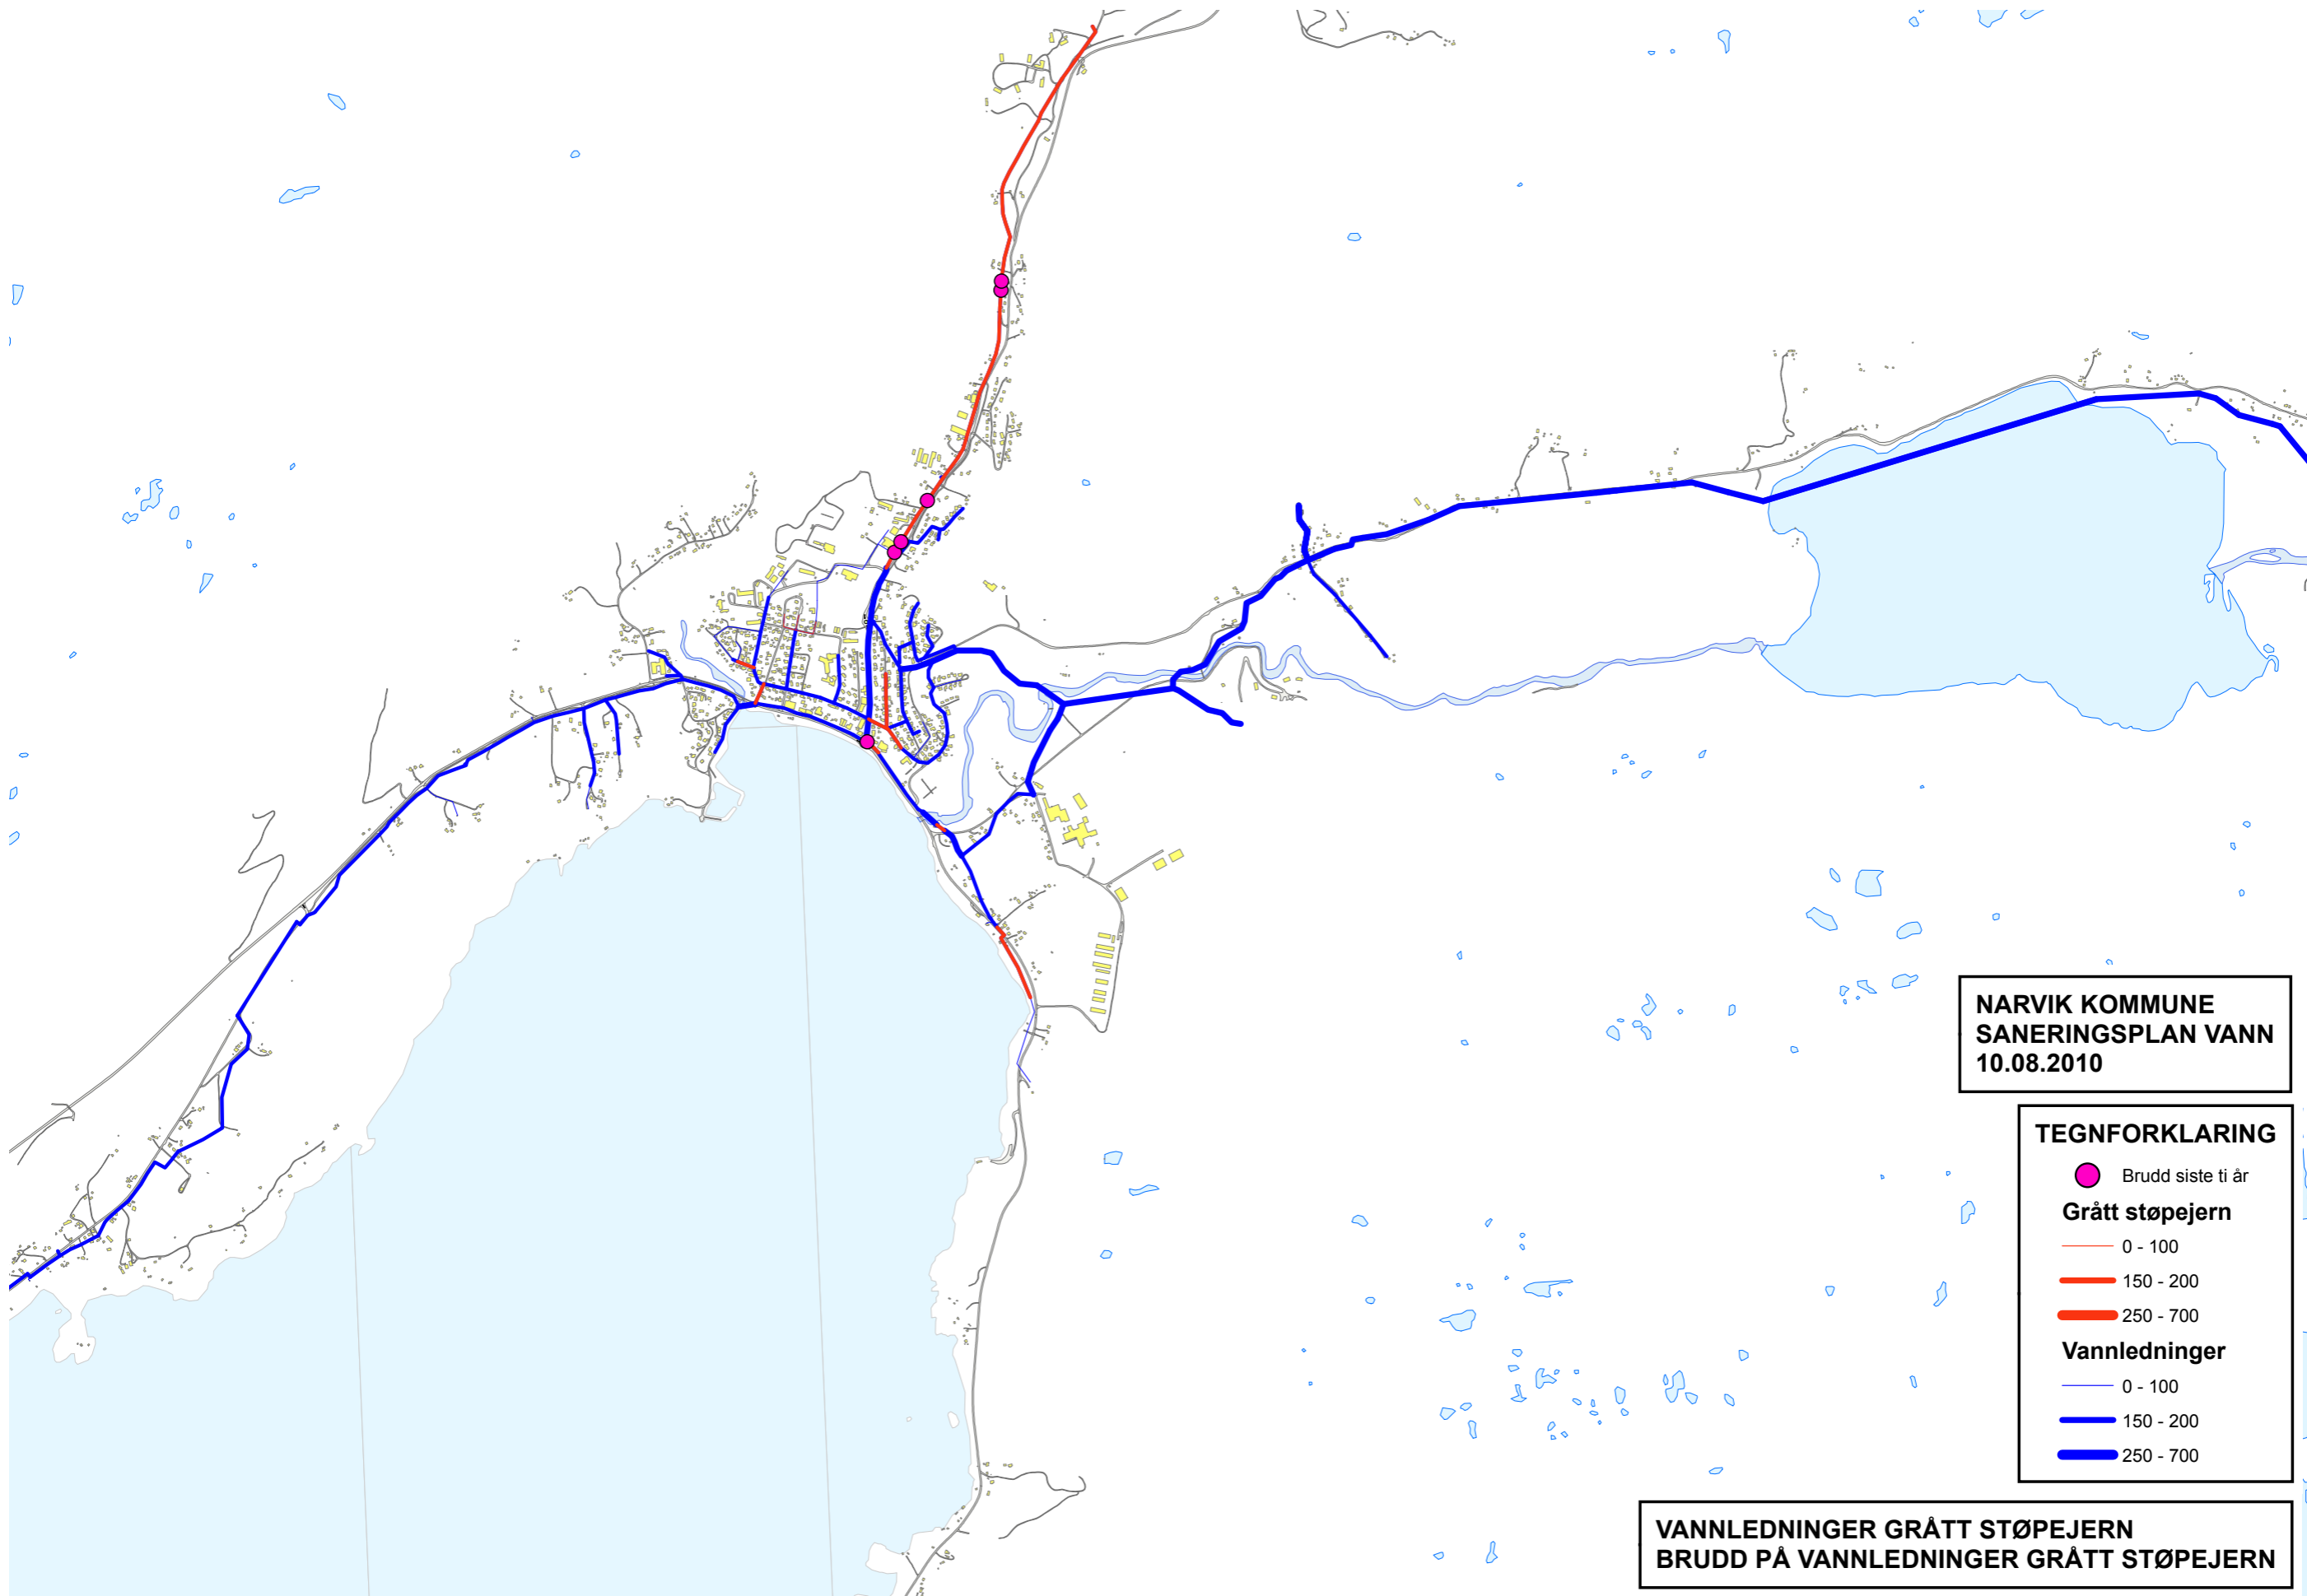 NARVIK KOMMUNE
SANERINGSPLAN VANN
10.08.2010
TEGNFORKLARING
Brudd siste ti år
Grått støpejern
0 - 100
150 - 200
250 - 700
Vannledninger
0 - 100
150 - 200
250 - 700
VANNLEDNINGER GRÅTT STØPEJERN
BRUDD PÅ VANNLEDNINGER GRÅTT STØPEJERN